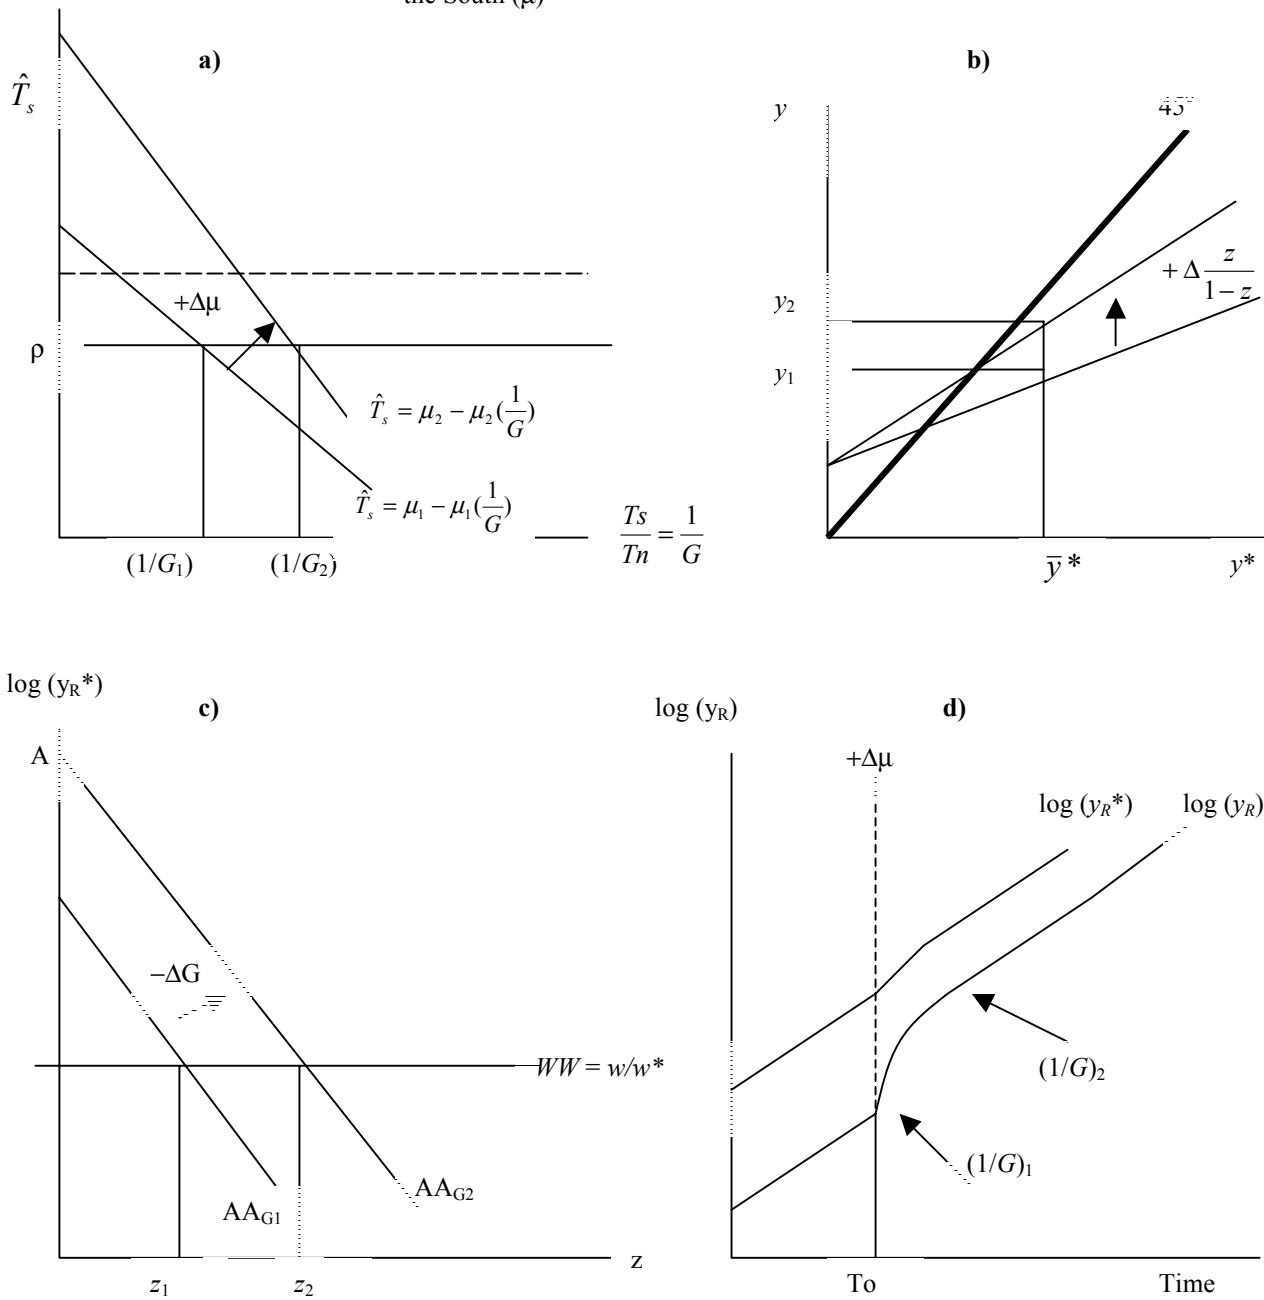 the South (μ)
a)
T̂s
+Δμ
ρ
T̂s = μ2 − μ2(1/G)
T̂s = μ1 − μ1(1/G)
(1/G1)
(1/G2)
Ts/Tn = 1/G
b)
y
45°
+Δ z/(1−z)
y2
y1
ȳ*
y*
log (yR*)
c)
A
−ΔG
WW = w/w*
AAG1
AAG2
z
z1
z2
log (yR)
d)
+Δμ
log (yR*)
log (yR)
(1/G)2
(1/G)1
To
Time